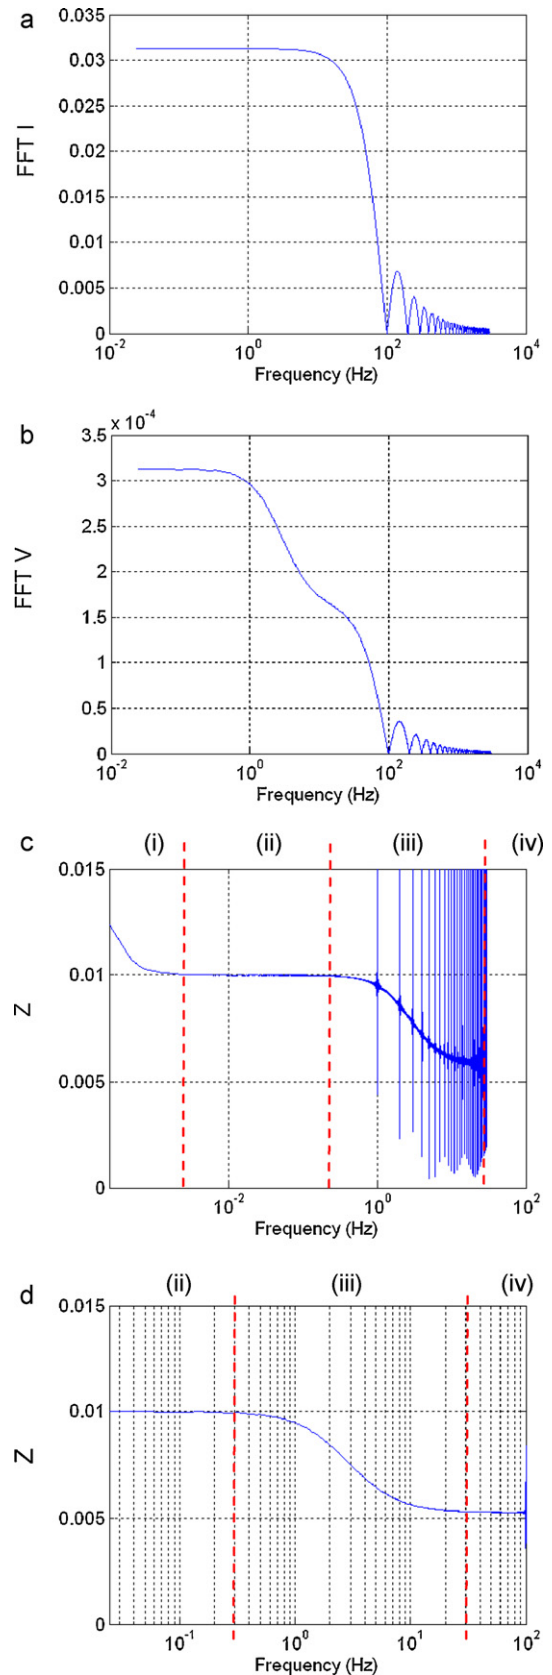 a
0.035
0.03
0.025
0.02
0.015
0.01
0.005
0
FFT I
10^-2
10^0
10^2
10^4
Frequency (Hz)
b
x 10^-4
3.5
3
2.5
2
1.5
1
0.5
0
FFT V
10^-2
10^0
10^2
10^4
Frequency (Hz)
c
(i)
(ii)
(iii)
(iv)
0.015
0.01
0.005
0
Z
10^-2
10^0
10^2
Frequency (Hz)
d
(ii)
(iii)
(iv)
0.015
0.01
0.005
0
Z
10^-1
10^0
10^1
10^2
Frequency (Hz)